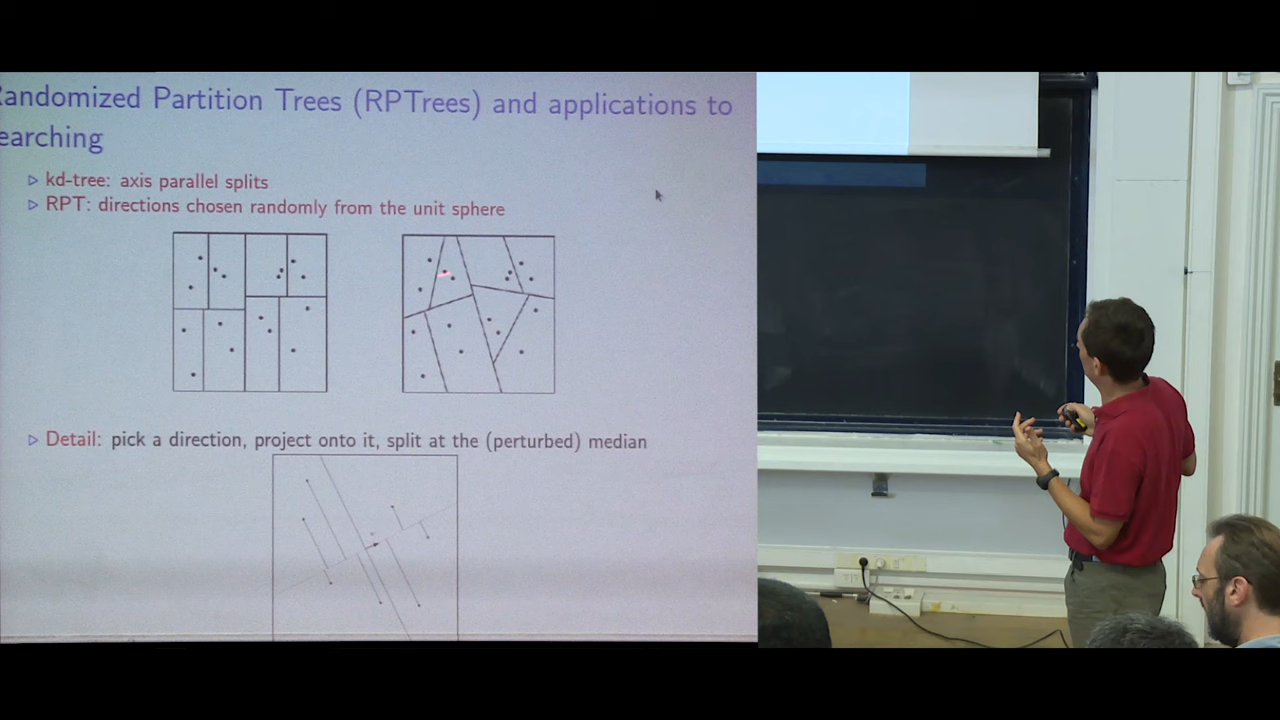 Randomized Partition Trees (RPTrees) and applications to
earching
kd-tree: axis parallel splits
RPT: directions chosen randomly from the unit sphere
Detail: pick a direction, project onto it, split at the (perturbed) median